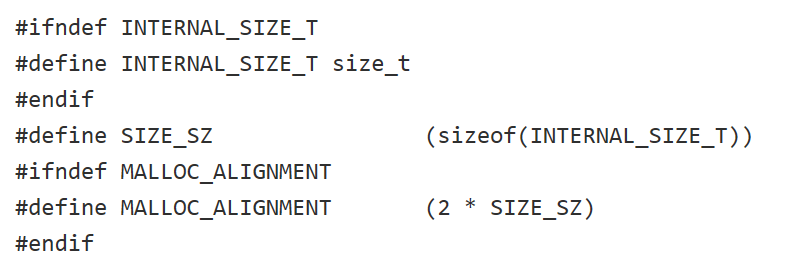 #ifndef INTERNAL_SIZE_T
#define INTERNAL_SIZE_T size_t
#endif
#define SIZE_SZ                (sizeof(INTERNAL_SIZE_T))
#ifndef MALLOC_ALIGNMENT
#define MALLOC_ALIGNMENT       (2 * SIZE_SZ)
#endif